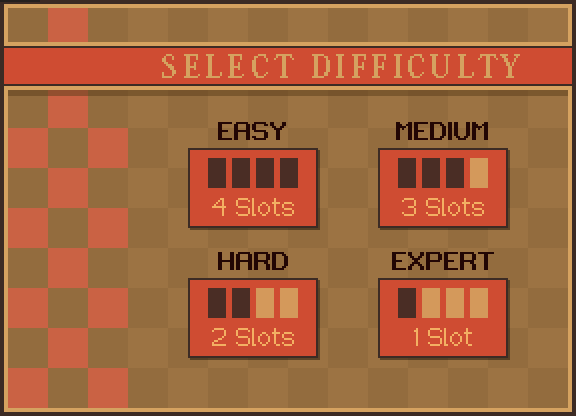 SELECT DIFFICULTY
EASY
4 Slots
MEDIUM
3 Slots
HARD
2 Slots
EXPERT
1 Slot